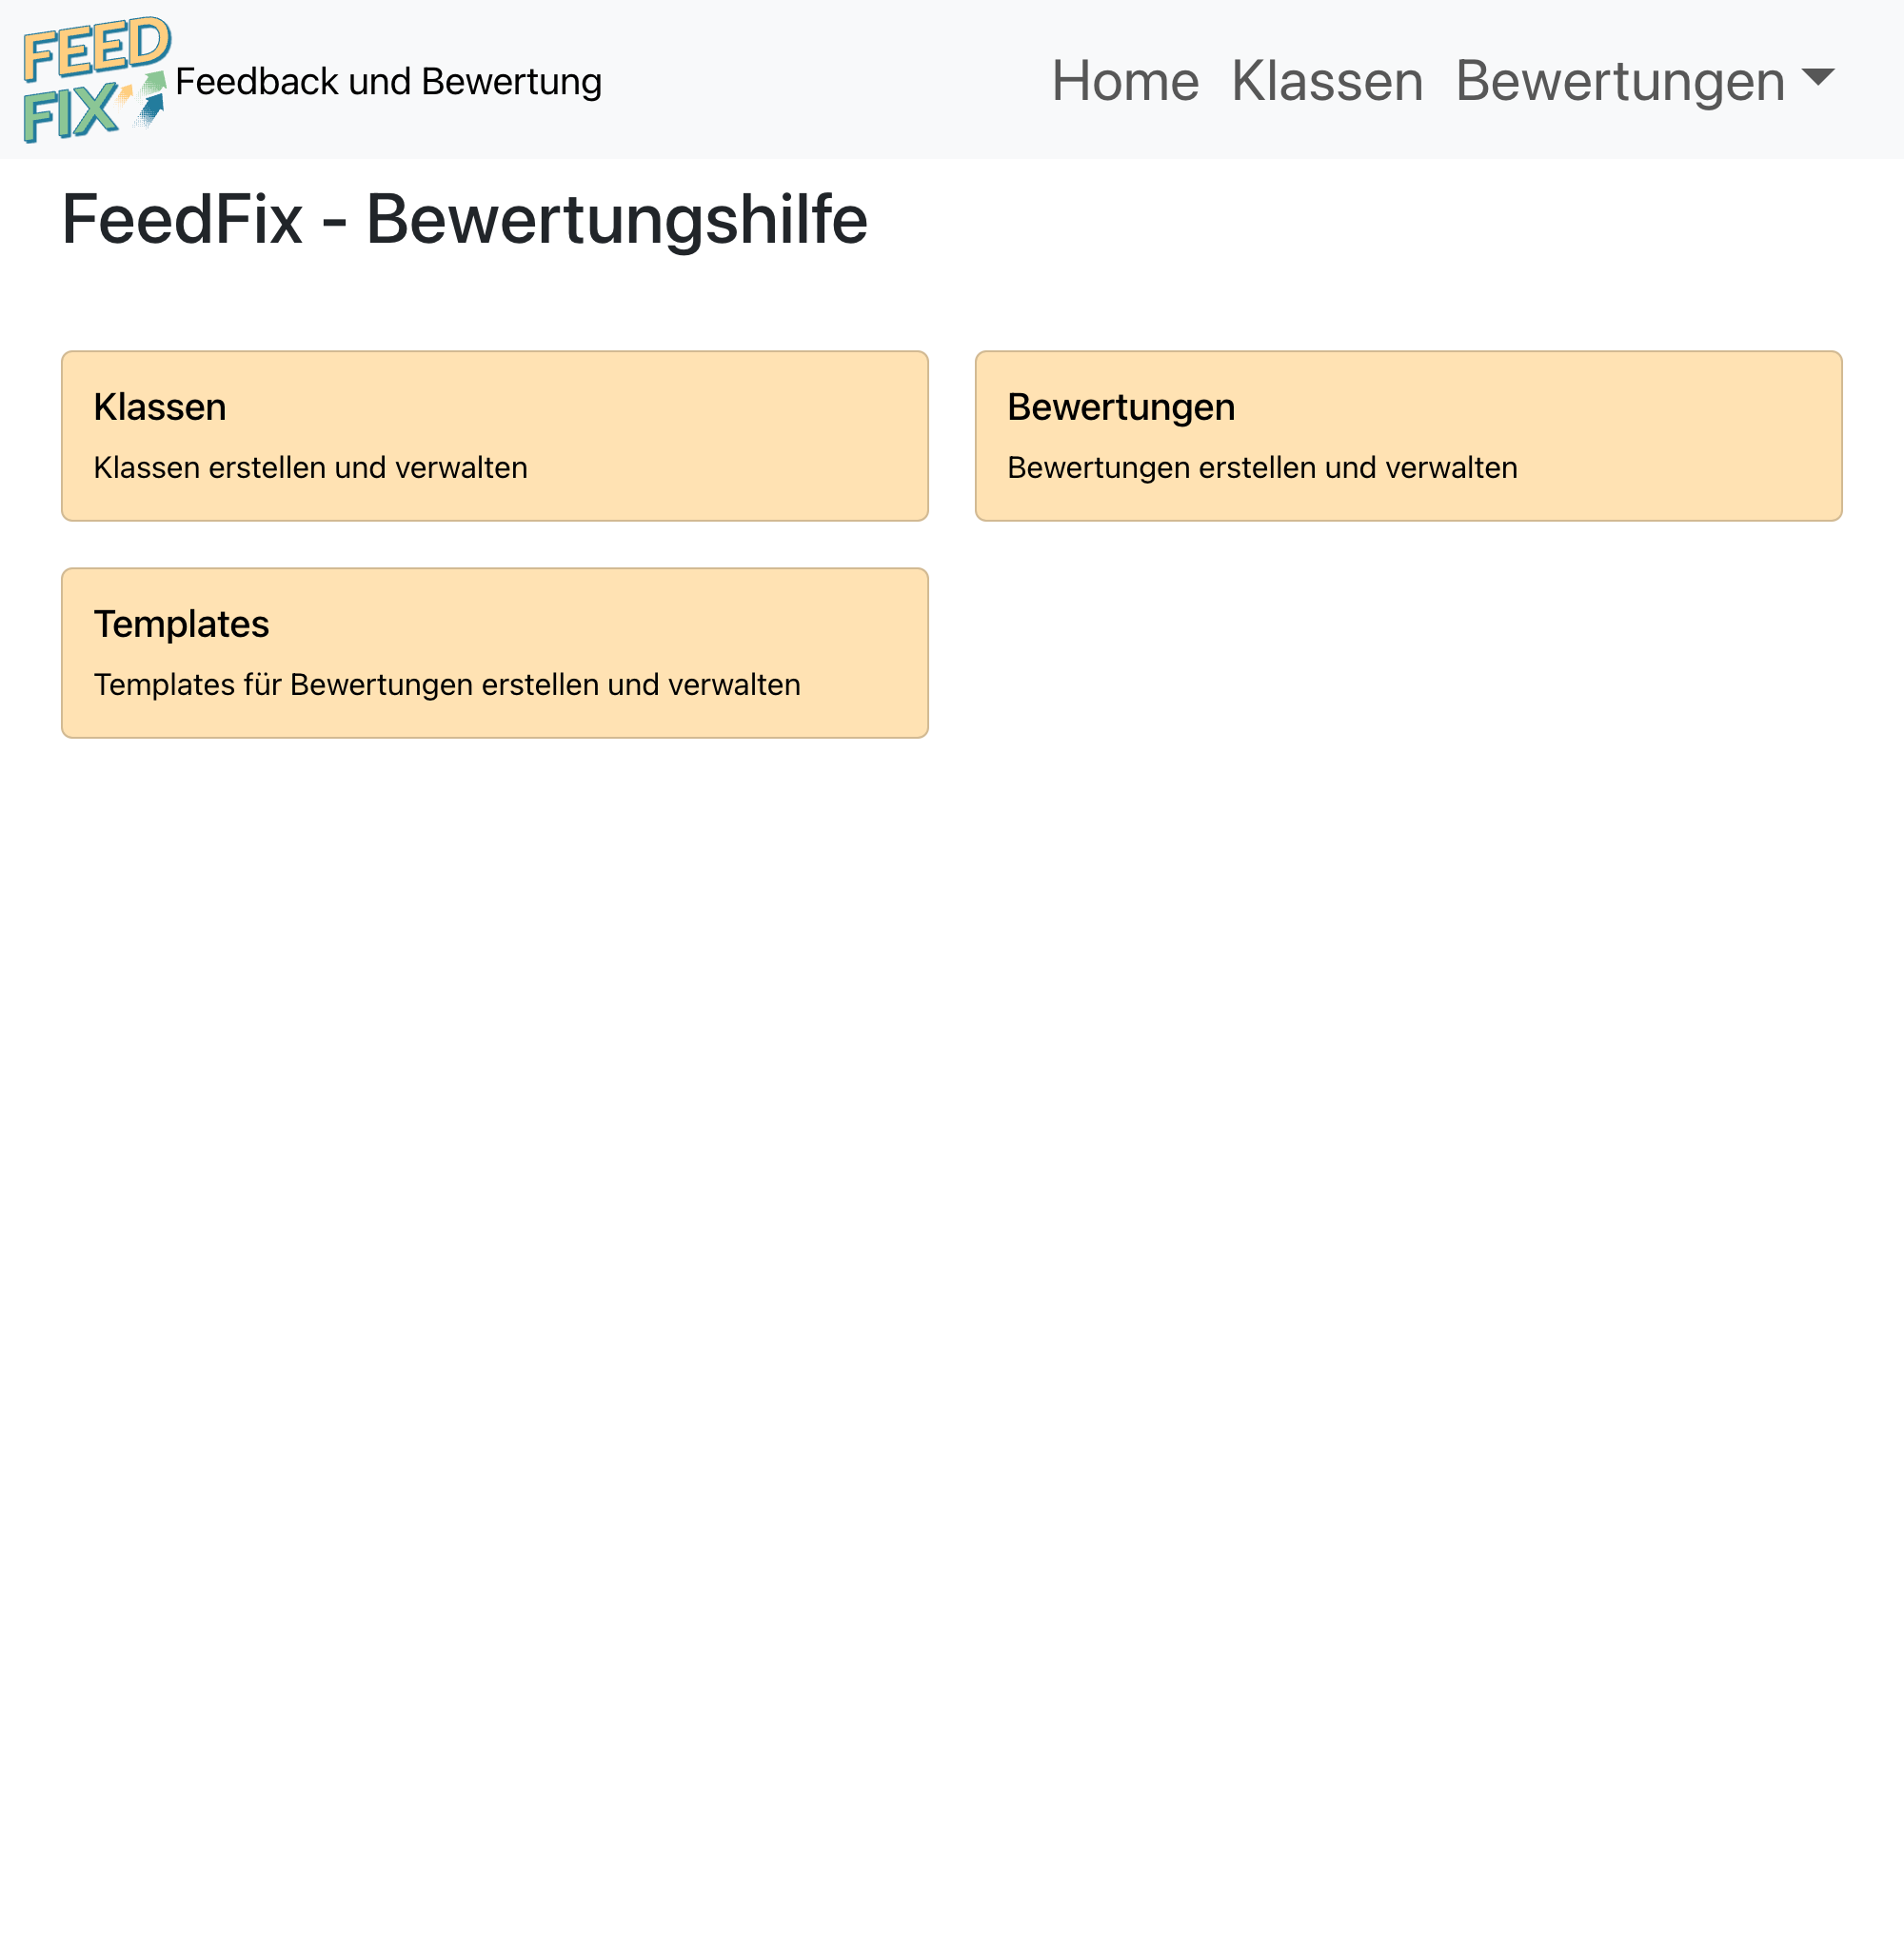 FEED
FIX
Feedback und Bewertung
Home Klassen Bewertungen
FeedFix - Bewertungshilfe
Klassen
Klassen erstellen und verwalten
Bewertungen
Bewertungen erstellen und verwalten
Templates
Templates für Bewertungen erstellen und verwalten